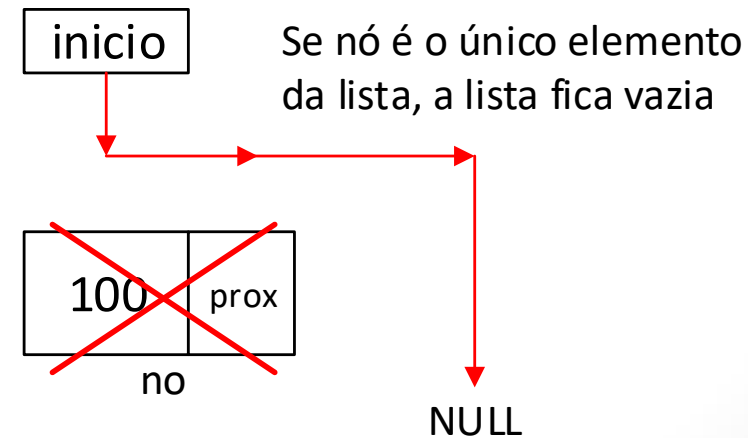 inicio
Se nó é o único elemento
da lista, a lista fica vazia
100 prox
no
NULL